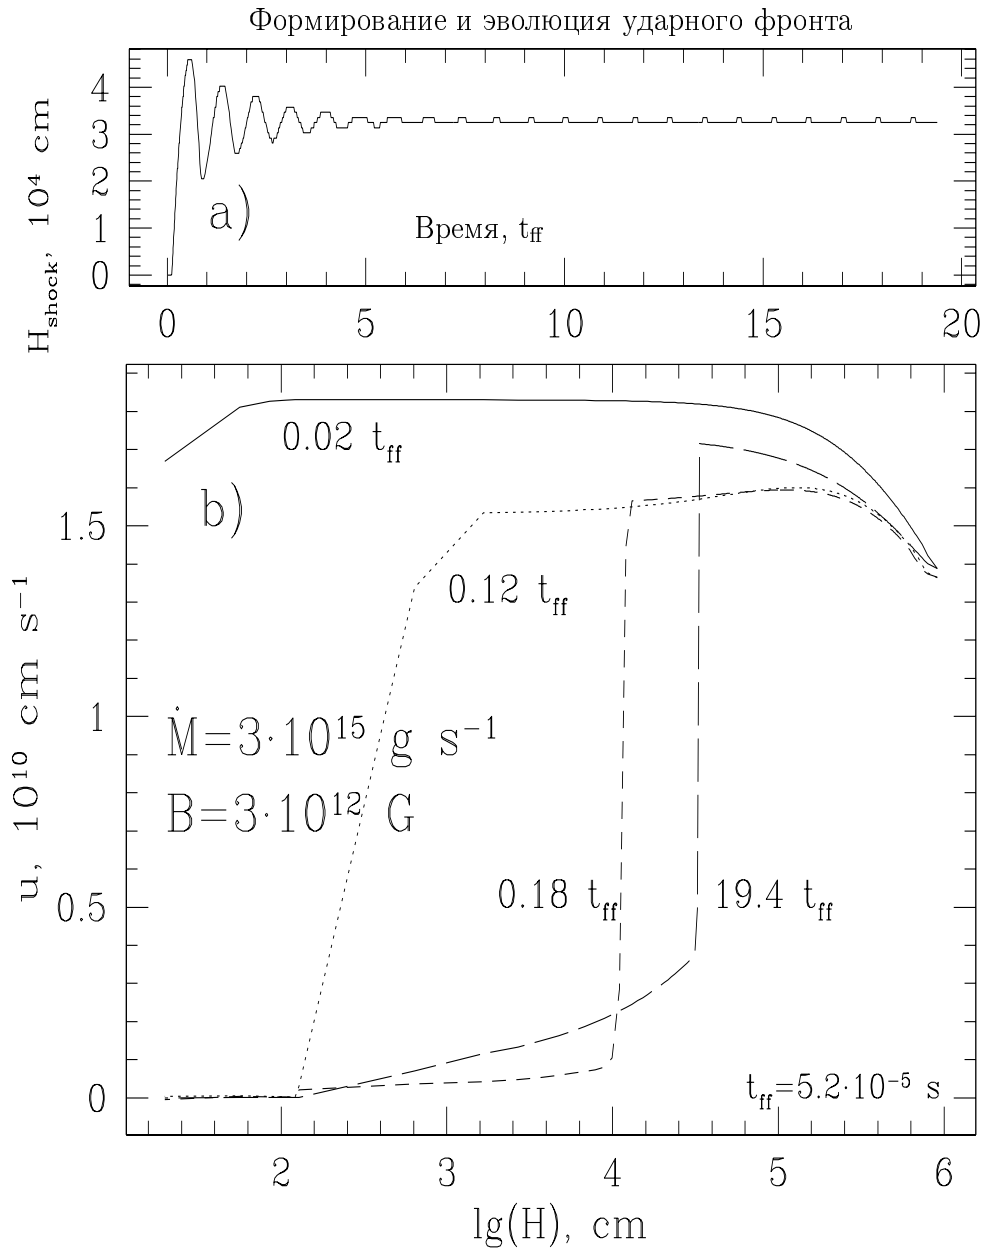 Формирование и эволюция ударного фронта
H_shock, 10⁴ cm
4
3
2
1
0
a)
Время, t_ff
0 5 10 15 20
u, 10¹⁰ cm s⁻¹
1.5
1
0.5
0
0.02 t_ff
b)
0.12 t_ff
Ṁ=3·10¹⁵ g s⁻¹
B=3·10¹² G
0.18 t_ff
19.4 t_ff
t_ff=5.2·10⁻⁵ s
2 3 4 5 6
lg(H), cm